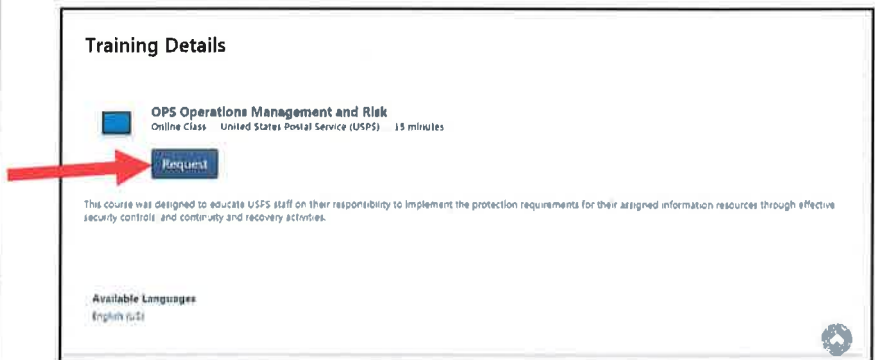 Training Details
OPS Operations Management and Risk
Online Class United States Postal Service (USPS) 15 minutes
Request
This course was designed to educate USPS staff on their responsibility to implement the protection requirements for their assigned information resources through effective
security controls and continuity and recovery activities.
Available Languages
English (US)